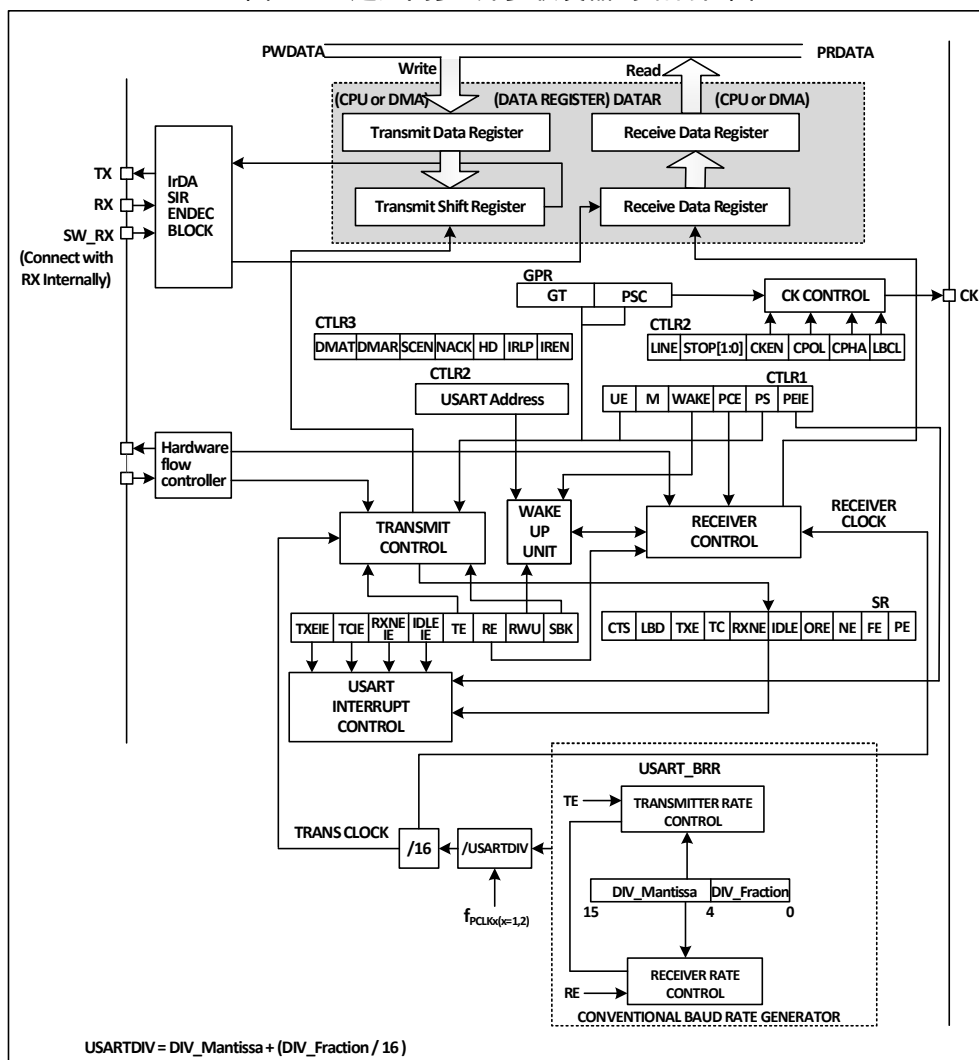 PWDATA
PRDATA
Write
Read
(CPU or DMA)
(DATA REGISTER) DATAR
(CPU or DMA)
Transmit Data Register
Receive Data Register
Transmit Shift Register
Receive Data Register
TX
RX
SW_RX
(Connect with
RX Internally)
IrDA
SIR
ENDEC
BLOCK
GPR
GT
PSC
CK CONTROL
CK
CTLR3
DMAT DMAR SCEN NACK HD IRLP IREN
CTLR2
LINE STOP[1:0] CKEN CPOL CPHA LBCL
CTLR2
USART Address
CTLR1
UE M WAKE PCE PS PEIE
Hardware
flow
controller
TRANSMIT
CONTROL
WAKE
UP
UNIT
RECEIVER
CONTROL
RECEIVER
CLOCK
TXEIE TCIE RXNE IE IDLE IE TE RE RWU SBK
SR
CTS LBD TXE TC RXNE IDLE ORE NE FE PE
USART
INTERRUPT
CONTROL
USART_BRR
TE
TRANSMITTER RATE
CONTROL
TRANS CLOCK
/16
/USARTDIV
fPCLKx(x=1,2)
DIV_Mantissa DIV_Fraction
15 4 0
RE
RECEIVER RATE
CONTROL
CONVENTIONAL BAUD RATE GENERATOR
USARTDIV = DIV_Mantissa + (DIV_Fraction / 16 )